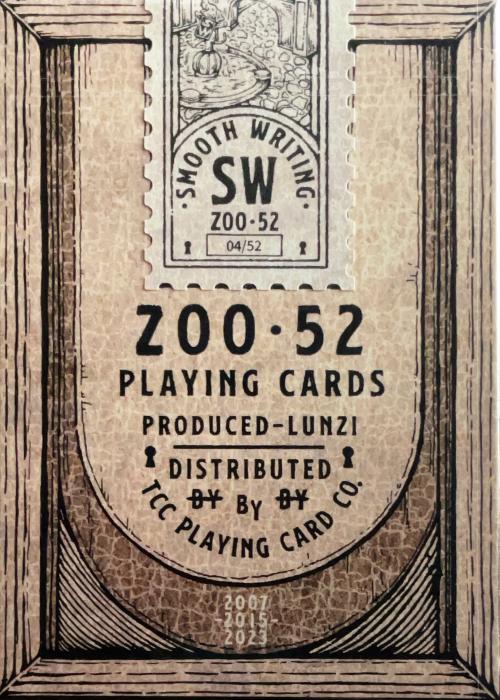 ·SMOOTH WRITING·
SW
ZOO·52
04/52
ZOO·52
PLAYING CARDS
PRODUCED-LUNZI
DISTRIBUTED
BY By BY
TCC PLAYING CARD CO.
2007
-2015-
2023